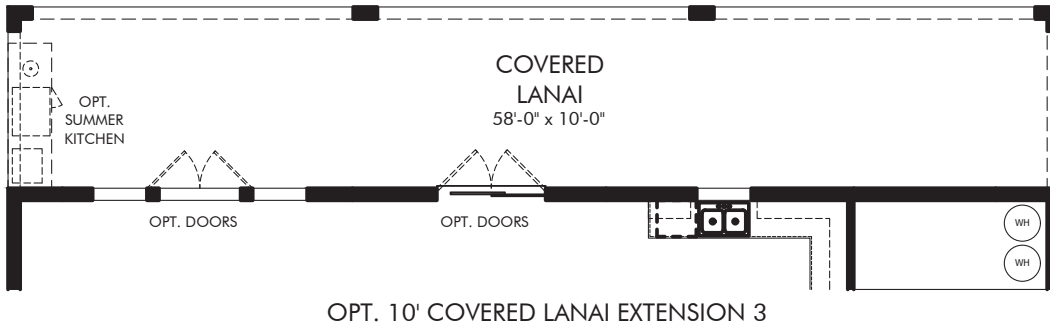 COVERED
LANAI
58'-0" x 10'-0"
OPT.
SUMMER
KITCHEN
OPT. DOORS
OPT. DOORS
WH
WH
OPT. 10' COVERED LANAI EXTENSION 3